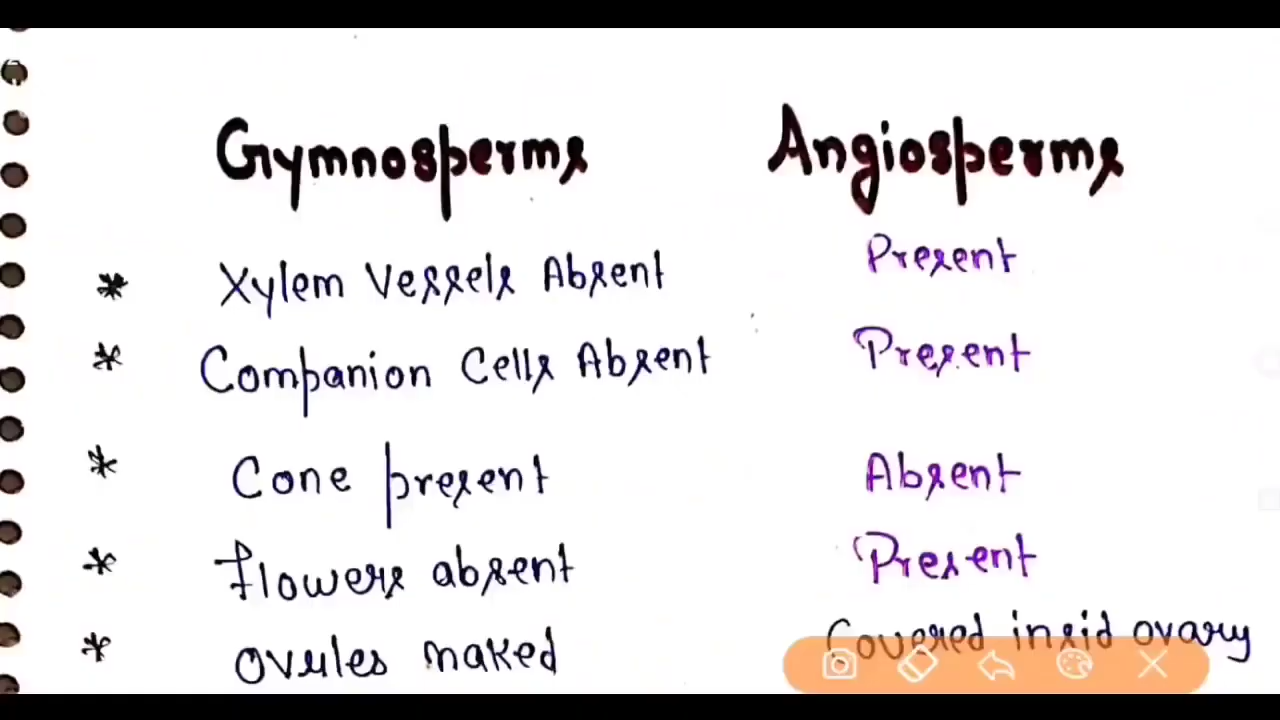 Gymnosperms Angiosperms
* Xylem Vessels Absent Present
* Companion Cells Absent Present
* Cone present Absent
* flowers absent Present
* ovules naked Covered insid ovary